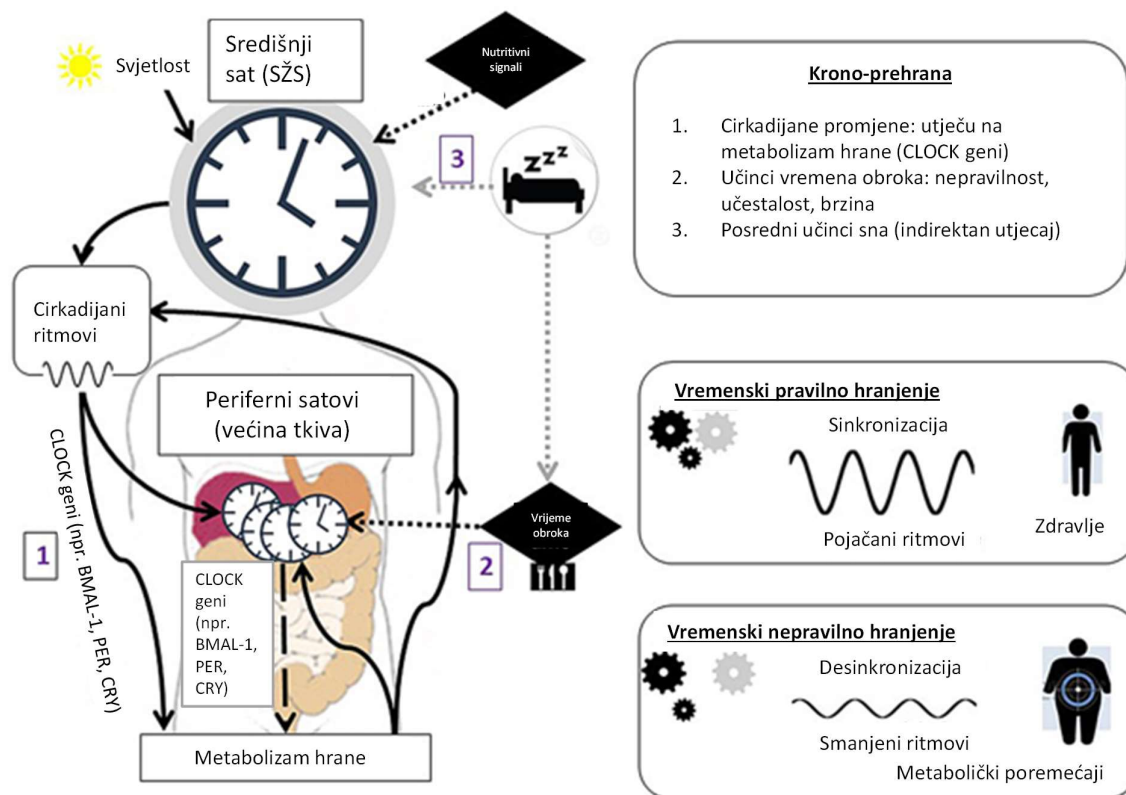 Svjetlost
Središnji
sat (SŽS)
Nutritivni
signali
3
zzz
Cirkadijani
ritmovi
Periferni satovi
(većina tkiva)
CLOCK geni (npr. BMAL-1, PER, CRY)
1
CLOCK
geni
(npr.
BMAL-1,
PER,
CRY)
Vrijeme
obroka
2
Metabolizam hrane
Krono-prehrana
1. Cirkadijane promjene: utječu na
metabolizam hrane (CLOCK geni)
2. Učinci vremena obroka: nepravilnost,
učestalost, brzina
3. Posredni učinci sna (indirektan utjecaj)
Vremenski pravilno hranjenje
Sinkronizacija
Pojačani ritmovi
Zdravlje
Vremenski nepravilno hranjenje
Desinkronizacija
Smanjeni ritmovi
Metabolički poremećaji